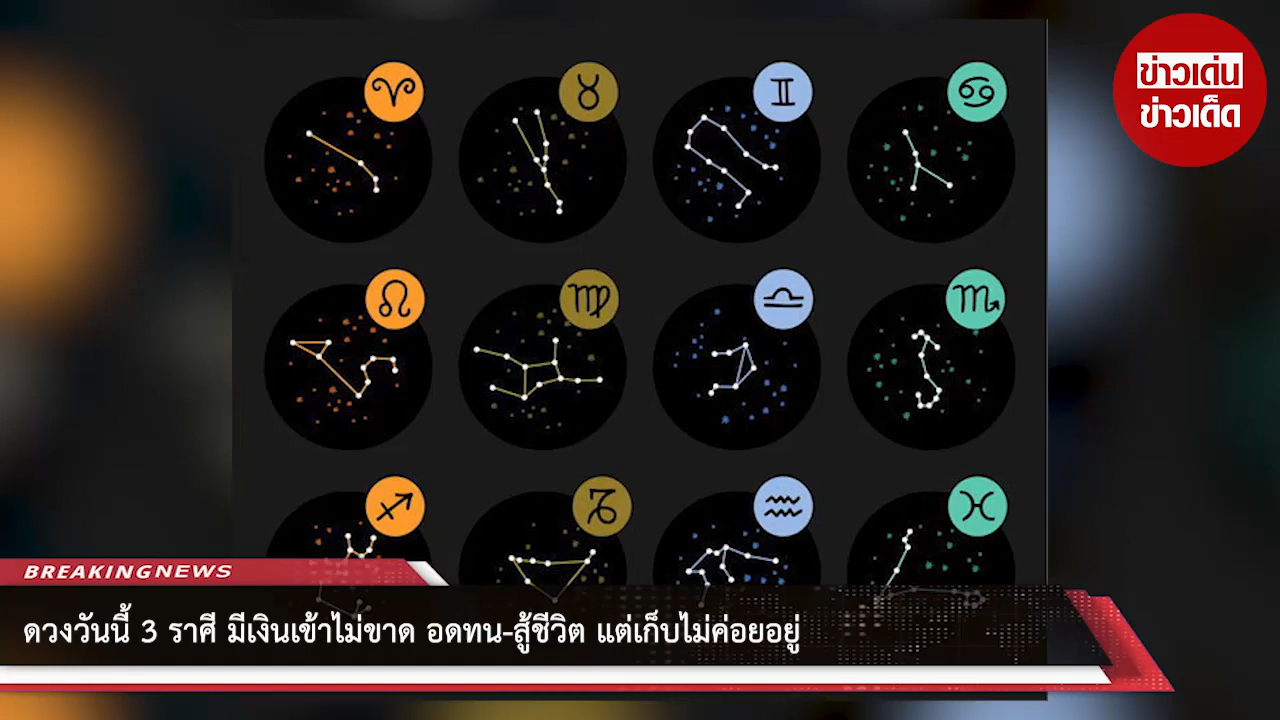 ข่าวเด่น
ข่าวเด็ด
BREAKING NEWS
ดวงวันนี้ 3 ราศี มีเงินเข้าไม่ขาด อดทน-สู้ชีวิต แต่เก็บไม่ค่อยอยู่